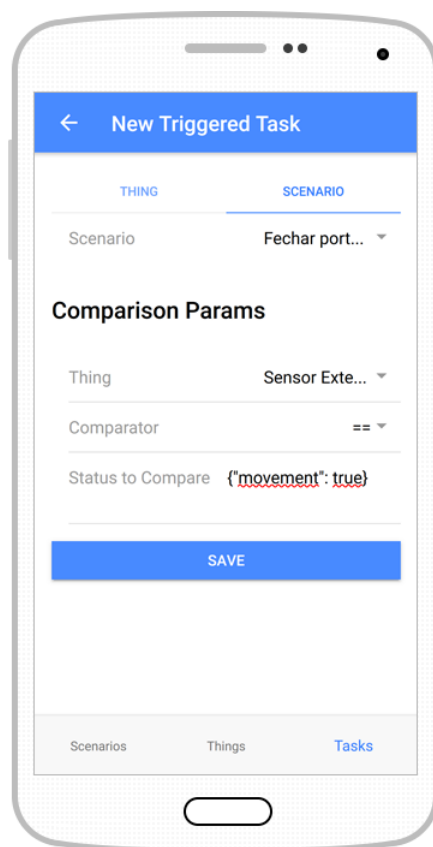 New Triggered Task
THING SCENARIO
Scenario Fechar port...
Comparison Params
Thing Sensor Exte...
Comparator ==
Status to Compare {"movement": true}
SAVE
Scenarios Things Tasks